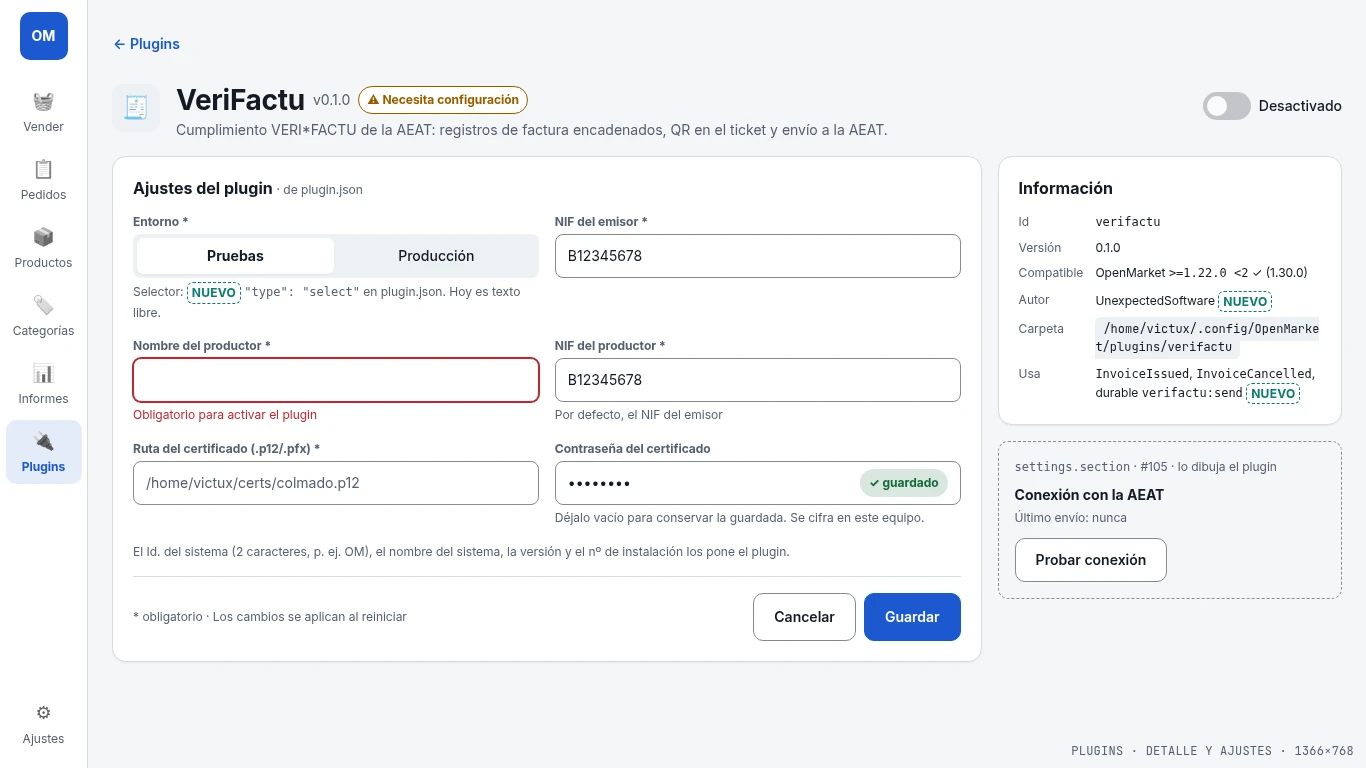 OM
Vender
Pedidos
Productos
Categorías
Informes
Plugins
Ajustes
← Plugins
VeriFactu v0.1.0 ⚠ Necesita configuración
Cumplimiento VERI*FACTU de la AEAT: registros de factura encadenados, QR en el ticket y envío a la AEAT.
Desactivado
Ajustes del plugin · de plugin.json
Entorno *
Pruebas Producción
Selector: NUEVO "type": "select" en plugin.json. Hoy es texto
libre.
NIF del emisor *
B12345678
Nombre del productor *
Obligatorio para activar el plugin
NIF del productor *
B12345678
Por defecto, el NIF del emisor
Ruta del certificado (.p12/.pfx) *
/home/victux/certs/colmado.p12
Contraseña del certificado
•••••••• ✓ guardado
Déjalo vacío para conservar la guardada. Se cifra en este equipo.
El Id. del sistema (2 caracteres, p. ej. OM), el nombre del sistema, la versión y el nº de instalación los pone el plugin.
* obligatorio · Los cambios se aplican al reiniciar
Cancelar
Guardar
Información
Id verifactu
Versión 0.1.0
Compatible OpenMarket >=1.22.0 <2 ✓ (1.30.0)
Autor UnexpectedSoftware NUEVO
Carpeta /home/victux/.config/OpenMarke
t/plugins/verifactu
Usa InvoiceIssued, InvoiceCancelled,
durable verifactu:send NUEVO
settings.section · #105 · lo dibuja el plugin
Conexión con la AEAT
Último envío: nunca
Probar conexión
PLUGINS · DETALLE Y AJUSTES · 1366×768